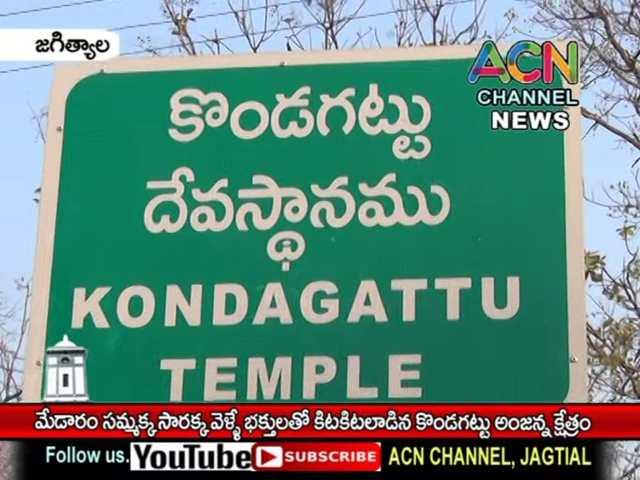 జగిత్యాల
ACN
CHANNEL
NEWS
కొండగట్టు
దేవస్థానము
KONDAGATTU
TEMPLE
మేడారం సమ్మక్క సారక్క వెళ్ళే భక్తులతో కిటకిటలాడిన కొండగట్టు అంజన్న క్షేత్రం
Follow us. YouTube SUBSCRIBE ACN CHANNEL, JAGTIAL